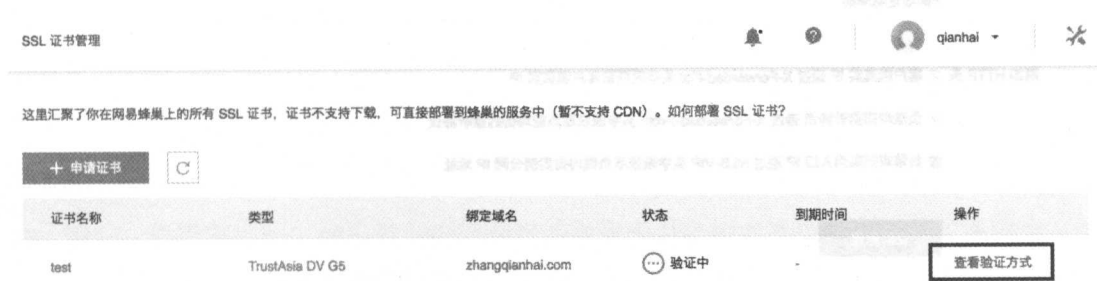 SSL 证书管理
qianhai
这里汇聚了你在网易蜂巢上的所有 SSL 证书，证书不支持下载，可直接部署到蜂巢的服务中（暂不支持 CDN）。如何部署 SSL 证书？
+ 申请证书
证书名称 类型 绑定域名 状态 到期时间 操作
test TrustAsia DV G5 zhangqianhai.com 验证中 - 查看验证方式